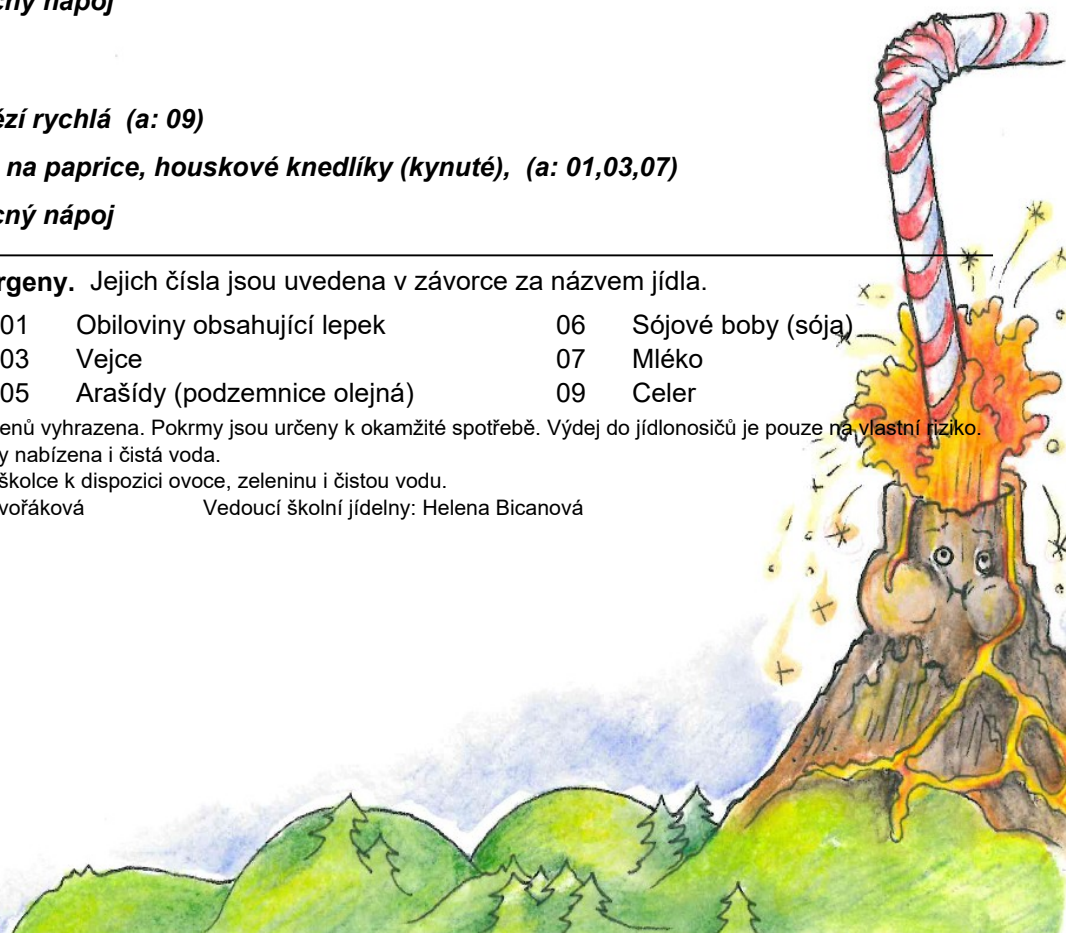 cný nápoj
ězí rychlá (a: 09)
na paprice, houskové knedlíky (kynuté), (a: 01,03,07)
cný nápoj
rgeny. Jejich čísla jsou uvedena v závorce za názvem jídla.
01 Obiloviny obsahující lepek 06 Sójové boby (sója)
03 Vejce 07 Mléko
05 Arašídy (podzemnice olejná) 09 Celer
enů vyhrazena. Pokrmy jsou určeny k okamžité spotřebě. Výdej do jídlonosičů je pouze na vlastní riziko.
y nabízena i čistá voda.
školce k dispozici ovoce, zeleninu i čistou vodu.
vořáková Vedoucí školní jídelny: Helena Bicanová